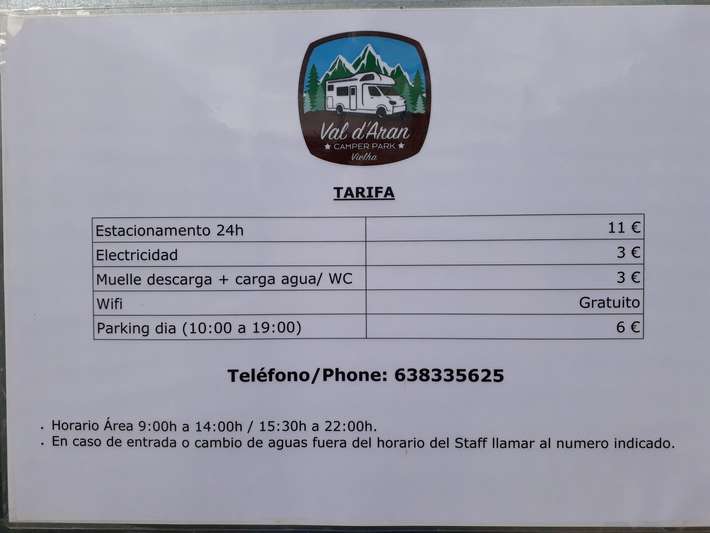 Val d'Aran
★ CAMPER PARK ★
Vielha
TARIFA
Estacionamento 24h 11 €
Electricidad 3 €
Muelle descarga + carga agua/ WC 3 €
Wifi Gratuito
Parking dia (10:00 a 19:00) 6 €
Teléfono/Phone: 638335625
. Horario Área 9:00h a 14:00h / 15:30h a 22:00h.
. En caso de entrada o cambio de aguas fuera del horario del Staff llamar al numero indicado.